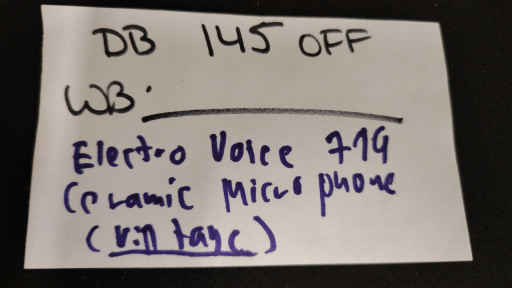 DB 145 OFF
WB:
Electro Voice 719
Ceramic Microphone
(vintage)